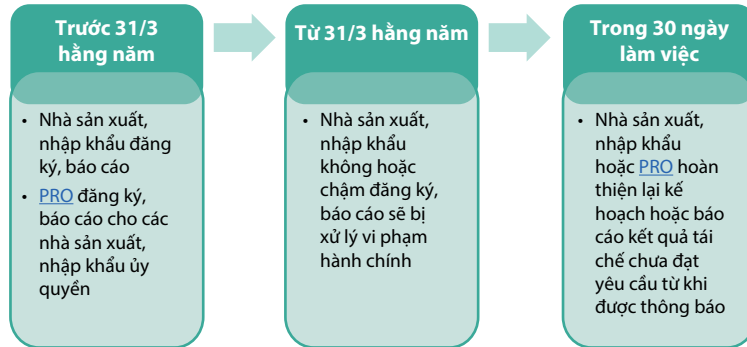 Trước 31/3
hằng năm
• Nhà sản xuất,
nhập khẩu đăng
ký, báo cáo
• PRO đăng ký,
báo cáo cho các
nhà sản xuất,
nhập khẩu ủy
quyền
Từ 31/3 hằng năm
• Nhà sản xuất,
nhập khẩu
không hoặc
chậm đăng ký,
báo cáo sẽ bị
xử lý vi phạm
hành chính
Trong 30 ngày
làm việc
• Nhà sản xuất,
nhập khẩu
hoặc PRO hoàn
thiện lại kế
hoạch hoặc báo
cáo kết quả tái
chế chưa đạt
yêu cầu từ khi
được thông báo